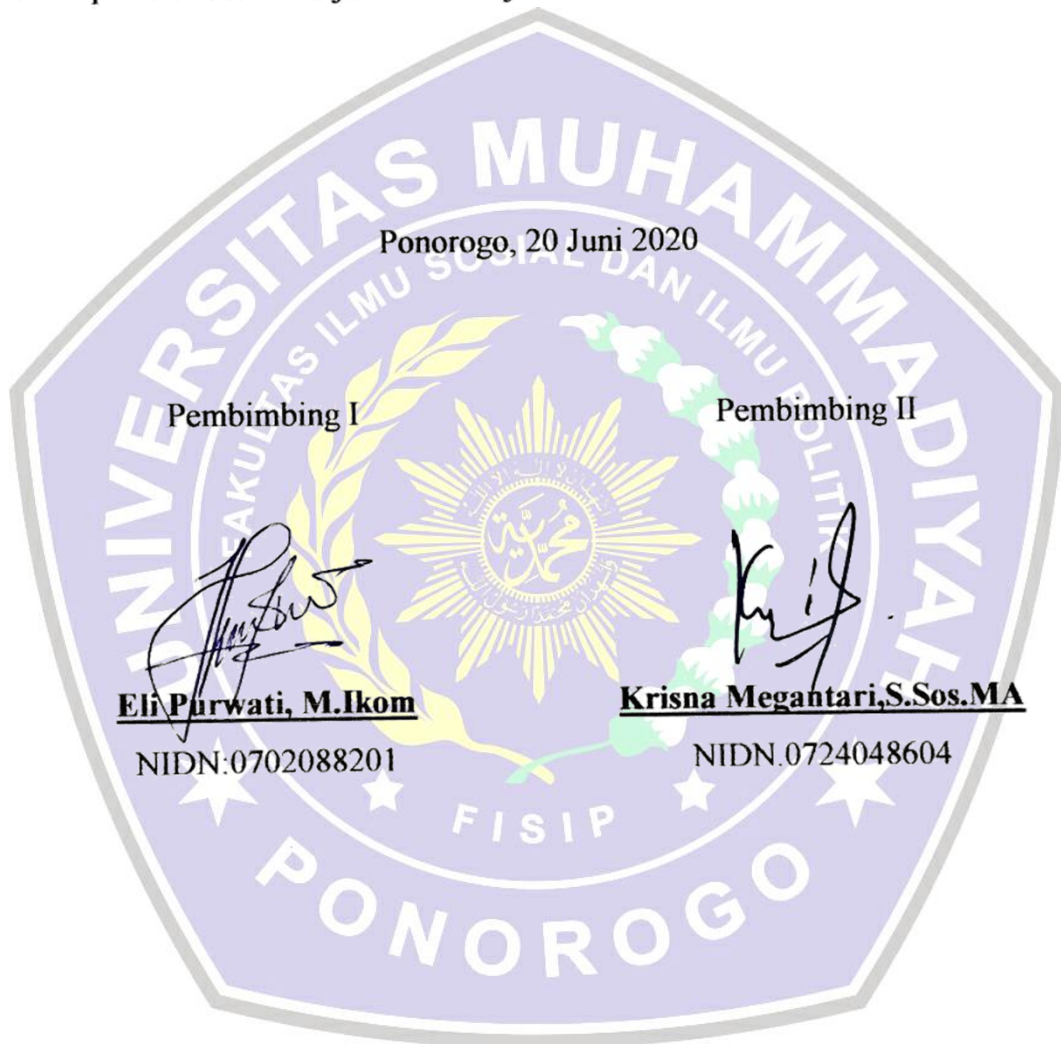 Ponorogo, 20 Juni 2020
Pembimbing I
Pembimbing II
Eli Purwati, M.Ikom
Krisna Megantari,S.Sos.MA
NIDN:0702088201
NIDN.0724048604
UNIVERSITAS MUHAMMADIYAH
FAKULTAS ILMU SOSIAL DAN ILMU POLITIK
محمدية
FISIP
PONOROGO